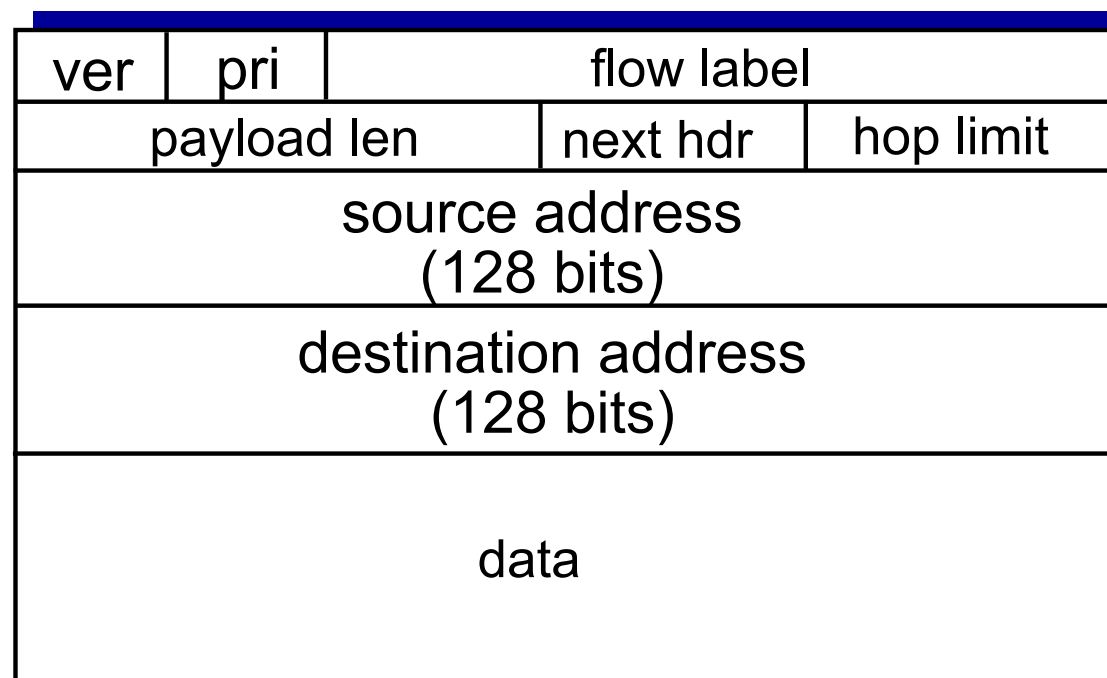 ver pri flow label
payload len next hdr hop limit
source address
(128 bits)
destination address
(128 bits)
data